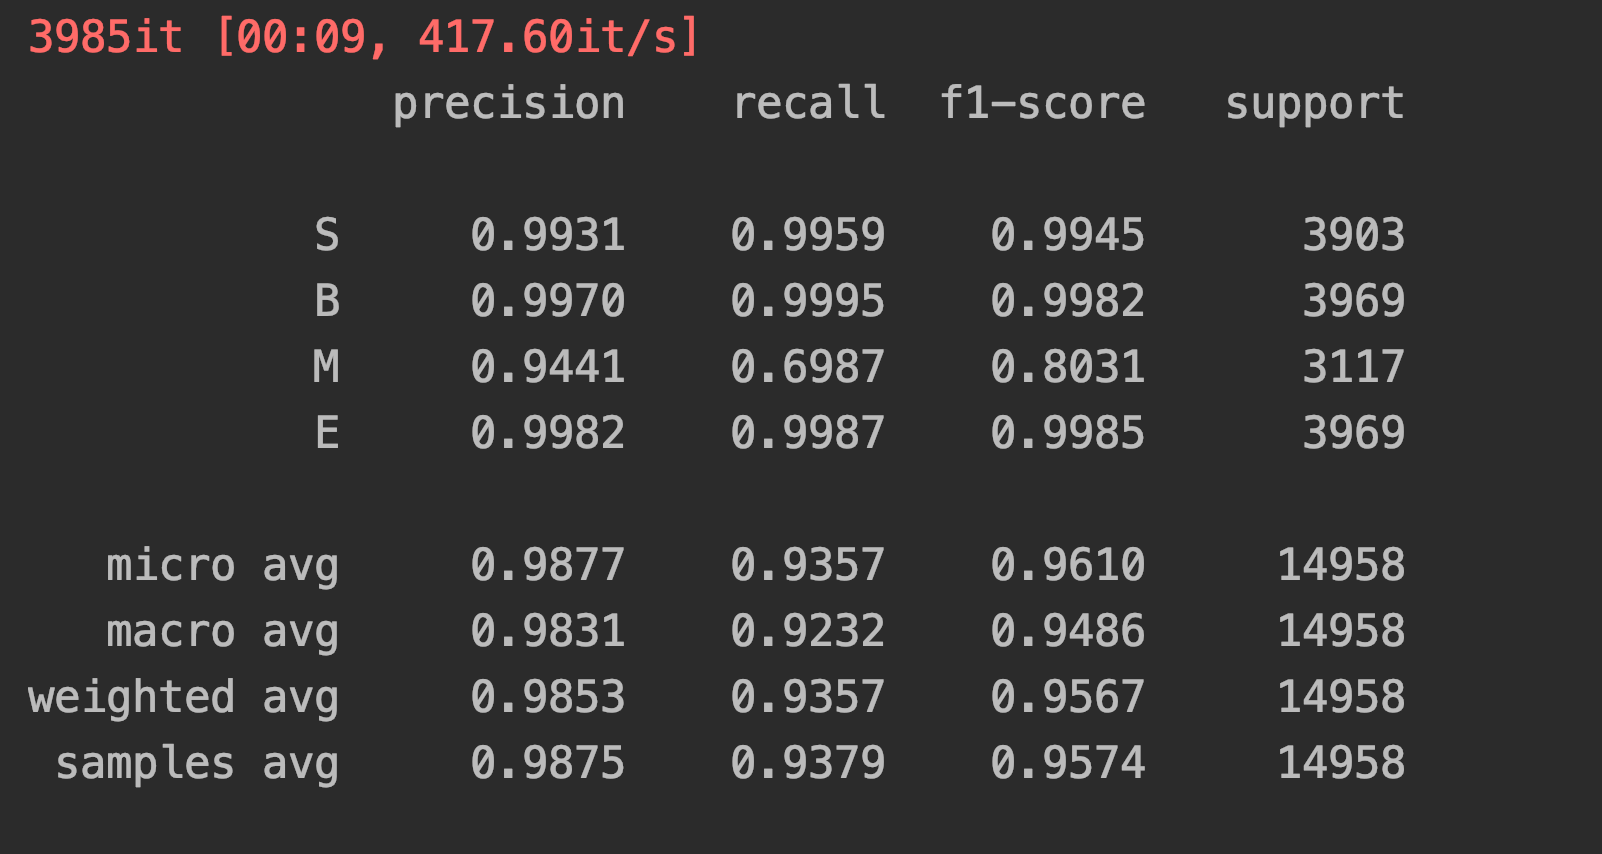 3985it [00:09, 417.60it/s]
precision recall f1-score support
S 0.9931 0.9959 0.9945 3903
B 0.9970 0.9995 0.9982 3969
M 0.9441 0.6987 0.8031 3117
E 0.9982 0.9987 0.9985 3969
micro avg 0.9877 0.9357 0.9610 14958
macro avg 0.9831 0.9232 0.9486 14958
weighted avg 0.9853 0.9357 0.9567 14958
samples avg 0.9875 0.9379 0.9574 14958